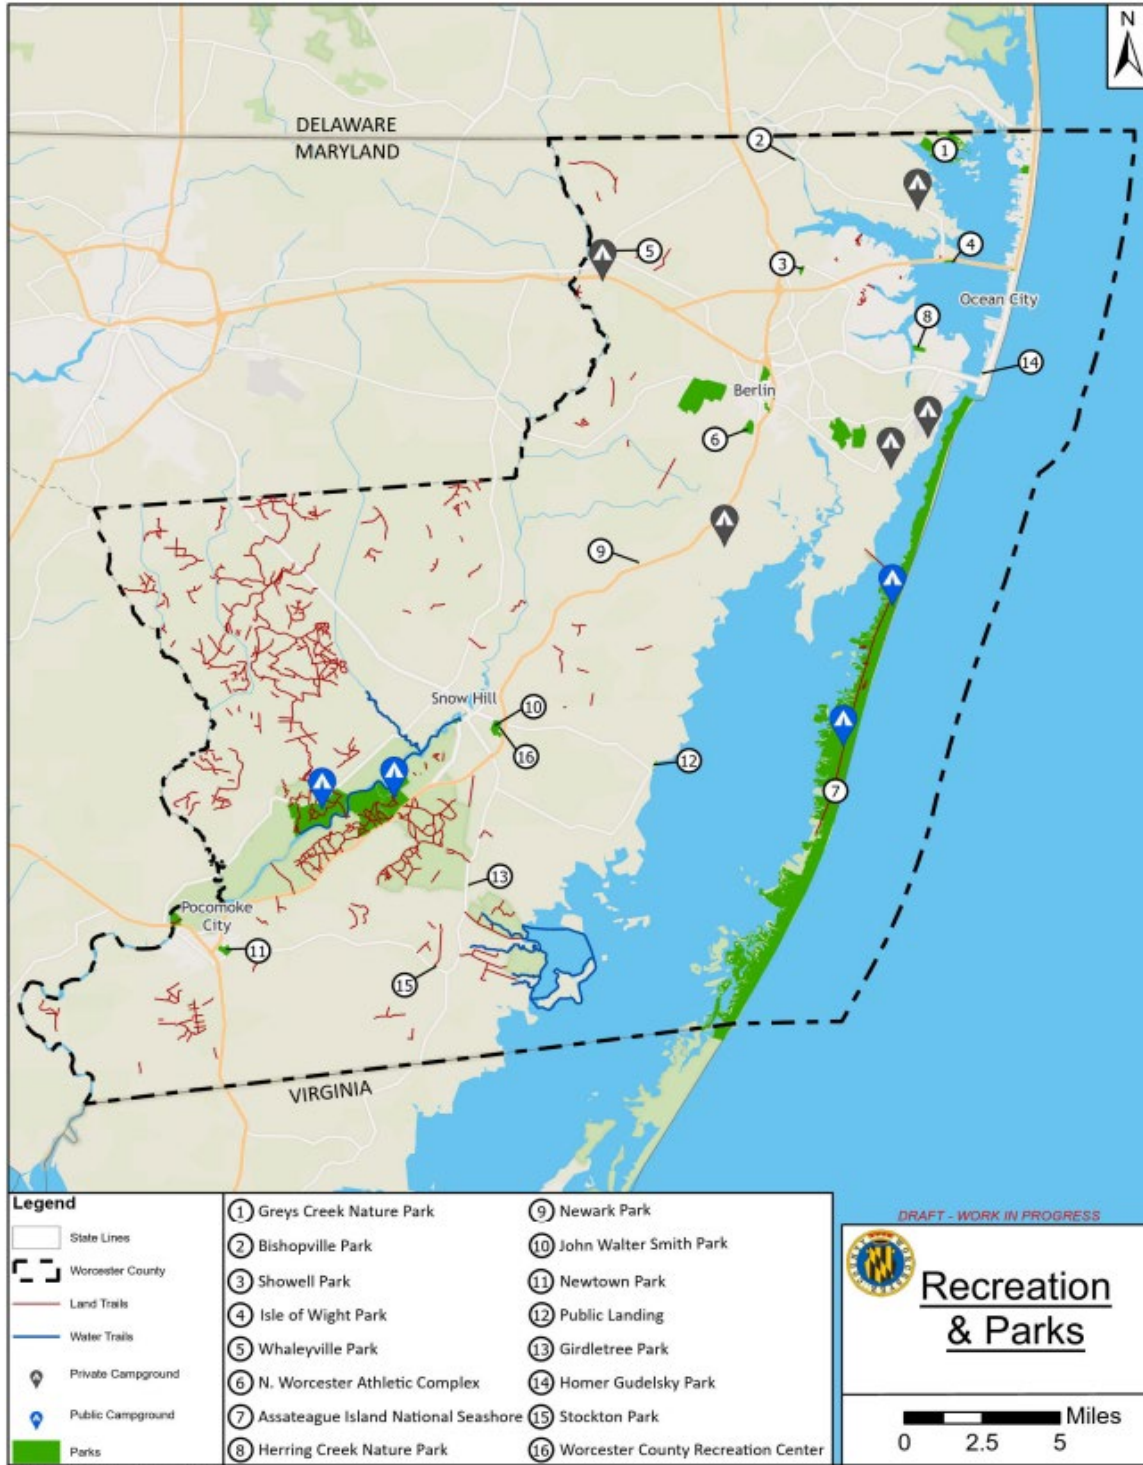 N
DELAWARE
MARYLAND
2
1
5
3
4
Ocean City
8
14
Berlin
6
9
Snow Hill
10
16
12
7
13
Pocomoke
City
11
15
VIRGINIA
Legend
State Lines
Worcester County
Land Trails
Water Trails
Private Campground
Public Campground
Parks
1 Greys Creek Nature Park
2 Bishopville Park
3 Showell Park
4 Isle of Wight Park
5 Whaleyville Park
6 N. Worcester Athletic Complex
7 Assateague Island National Seashore
8 Herring Creek Nature Park
9 Newark Park
10 John Walter Smith Park
11 Newtown Park
12 Public Landing
13 Girdletree Park
14 Homer Gudelsky Park
15 Stockton Park
16 Worcester County Recreation Center
DRAFT - WORK IN PROGRESS
Recreation
& Parks
Miles
0 2.5 5